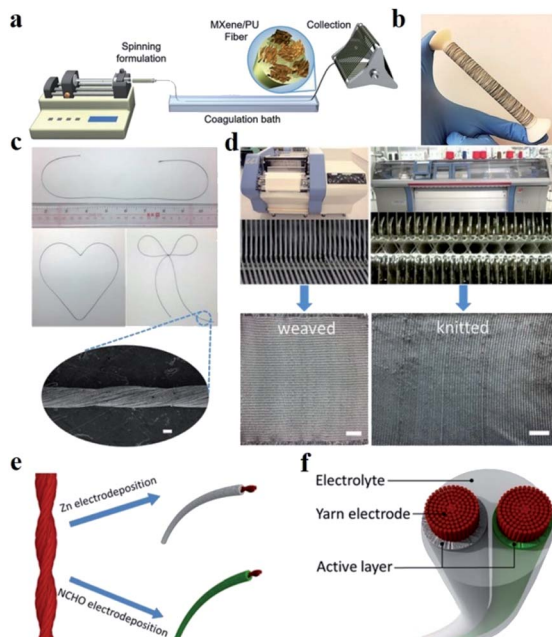 a
Spinning
formulation
MXene/PU
Fiber
Collection
Coagulation bath
b
c
d
weaved
knitted
e
Zn electrodeposition
NCHO electrodeposition
f
Electrolyte
Yarn electrode
Active layer